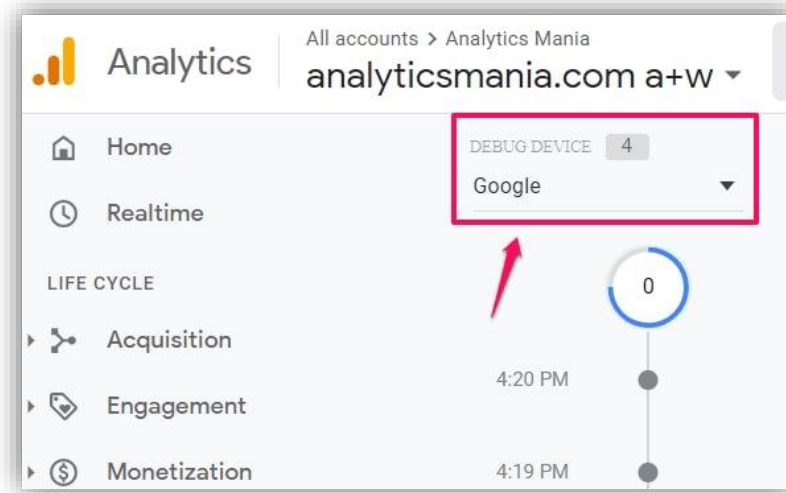 Analytics
All accounts > Analytics Mania
analyticsmania.com a+w
Home
Realtime
LIFE CYCLE
Acquisition
Engagement
Monetization
DEBUG DEVICE 4
Google
0
4:20 PM
4:19 PM